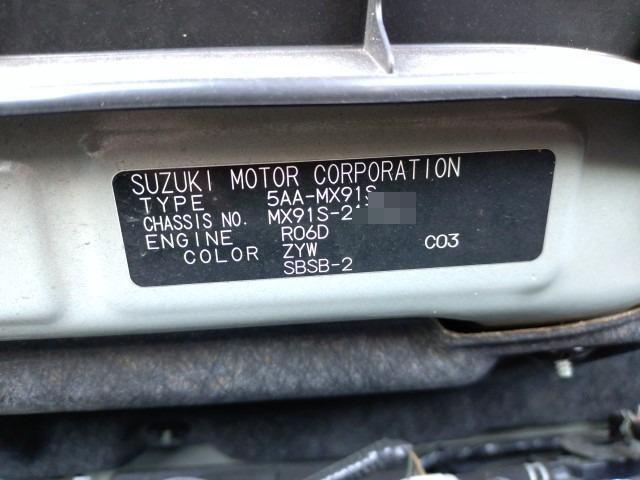 SUZUKI MOTOR CORPORATION
TYPE 5AA-MX91S
CHASSIS NO. MX91S-2
ENGINE R06D
COLOR ZYW C03
SBSB-2